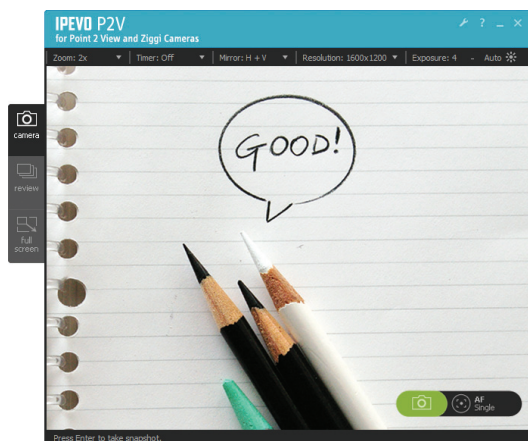 IPEVO P2V
for Point 2 View and Ziggi Cameras
Zoom: 2x Timer: Off Mirror: H + V Resolution: 1600x1200 Exposure: 4 - Auto
camera
review
full
screen
GOOD!
AF
Single
Press Enter to take snapshot.